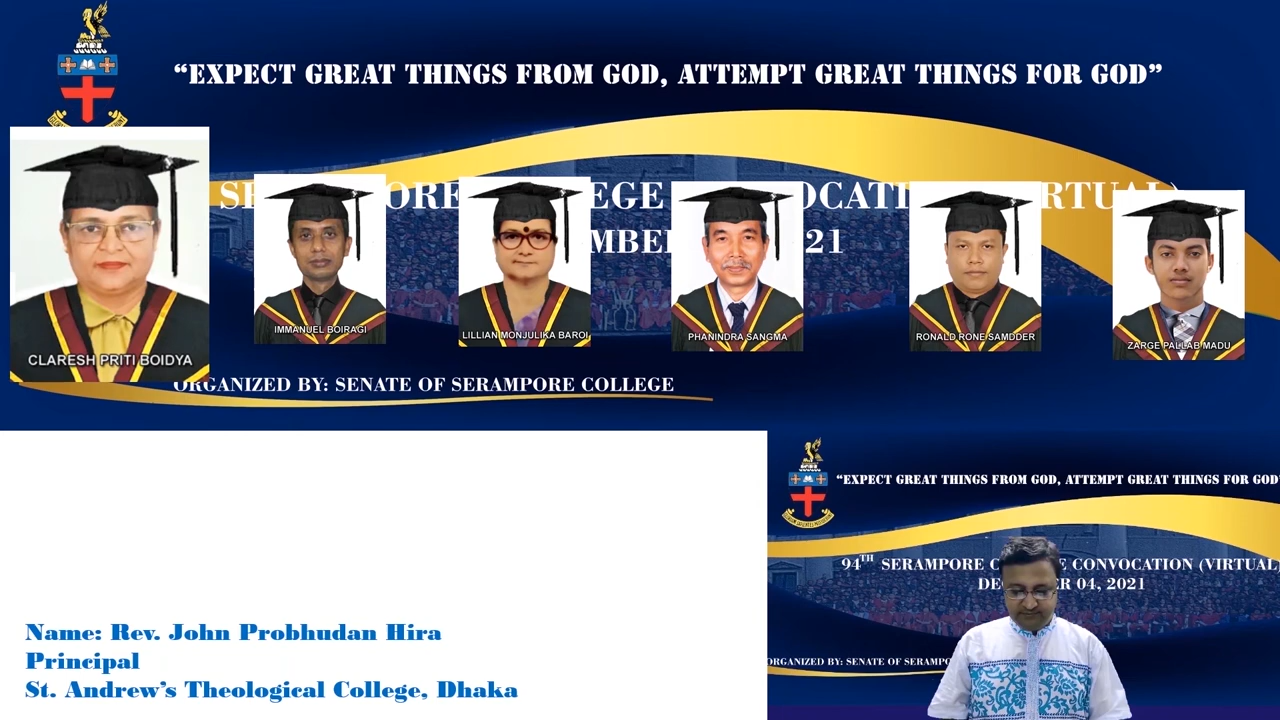 “EXPECT GREAT THINGS FROM GOD, ATTEMPT GREAT THINGS FOR GOD”
21
CLARESH PRITI BOIDYA
IMMANUEL BOIRAGI
LILLIAN MONJULIKA BAROI
PHANINDRA SANGMA
RONALD RONE SAMDDER
ZARGE PALLAB MADU
ORGANIZED BY: SENATE OF SERAMPORE COLLEGE
Name: Rev. John Probhudan Hira
Principal
St. Andrew’s Theological College, Dhaka
“EXPECT GREAT THINGS FROM GOD, ATTEMPT GREAT THINGS FOR GOD
94TH SERAMPORE C E CONVOCATION (VIRTUAL)
DE ER 04, 2021
ORGANIZED BY: SENATE OF SERAMPO